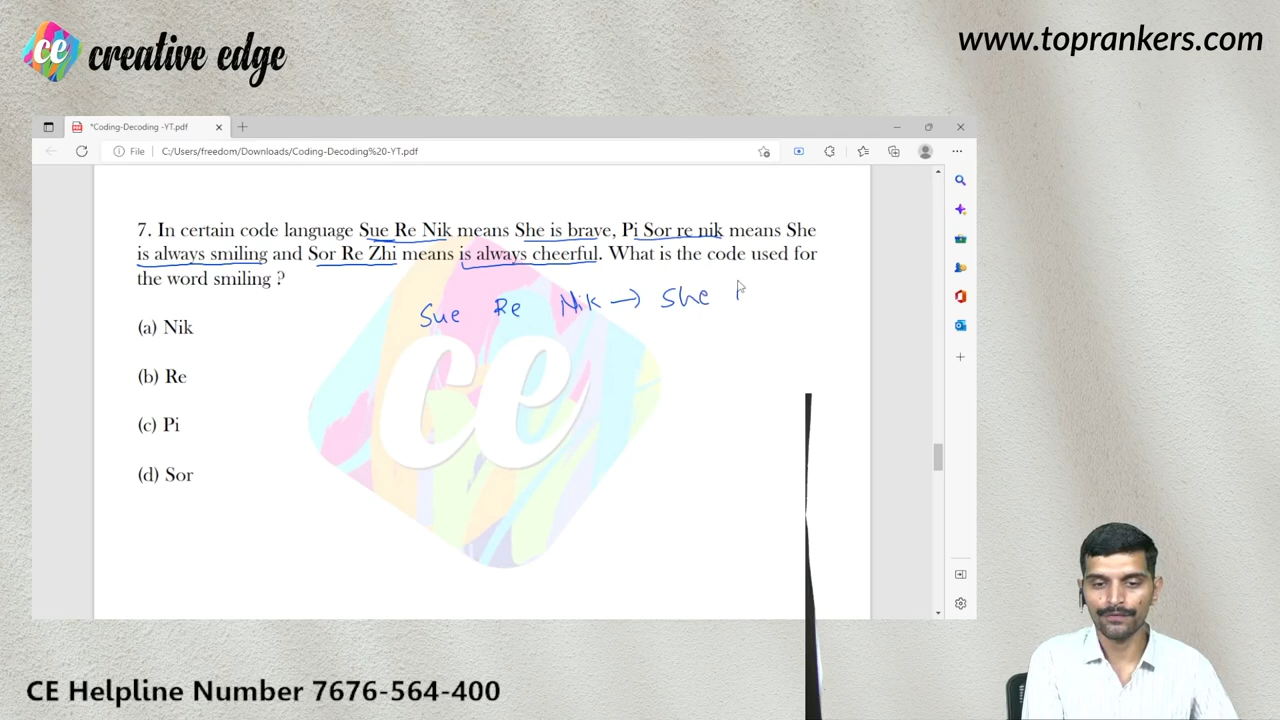 ce creative edge
www.toprankers.com
*Coding-Decoding -YT.pdf
File C:/Users/freedom/Downloads/Coding-Decoding%20-YT.pdf
7. In certain code language Sue Re Nik means She is brave, Pi Sor re nik means She
is always smiling and Sor Re Zhi means is always cheerful. What is the code used for
the word smiling ?
Sue Re Nik → She
(a) Nik
(b) Re
(c) Pi
(d) Sor
ce
CE Helpline Number 7676-564-400